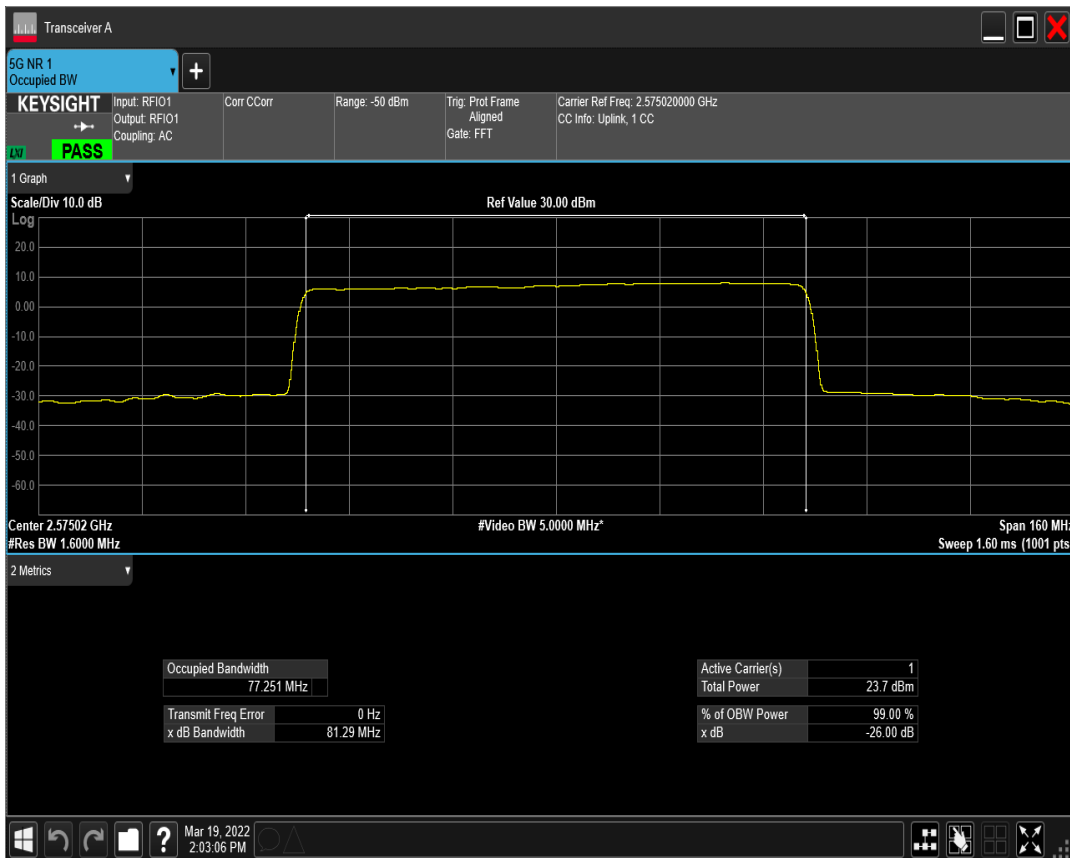 Transceiver A
5G NR 1
Occupied BW
+
KEYSIGHT
LXI
PASS
Input: RFIO1
Output: RFIO1
Coupling: AC
Corr CCorr
Range: -50 dBm
Trig: Prot Frame
Aligned
Gate: FFT
Carrier Ref Freq: 2.575020000 GHz
CC Info: Uplink, 1 CC
1 Graph
Scale/Div 10.0 dB
Ref Value 30.00 dBm
Log
20.0
10.0
0.00
-10.0
-20.0
-30.0
-40.0
-50.0
-60.0
Center 2.57502 GHz
#Video BW 5.0000 MHz*
Span 160 MHz
#Res BW 1.6000 MHz
Sweep 1.60 ms (1001 pts
2 Metrics
Occupied Bandwidth
77.251 MHz
Transmit Freq Error 0 Hz
x dB Bandwidth 81.29 MHz
Active Carrier(s) 1
Total Power 23.7 dBm
% of OBW Power 99.00 %
x dB -26.00 dB
?
Mar 19, 2022
2:03:06 PM